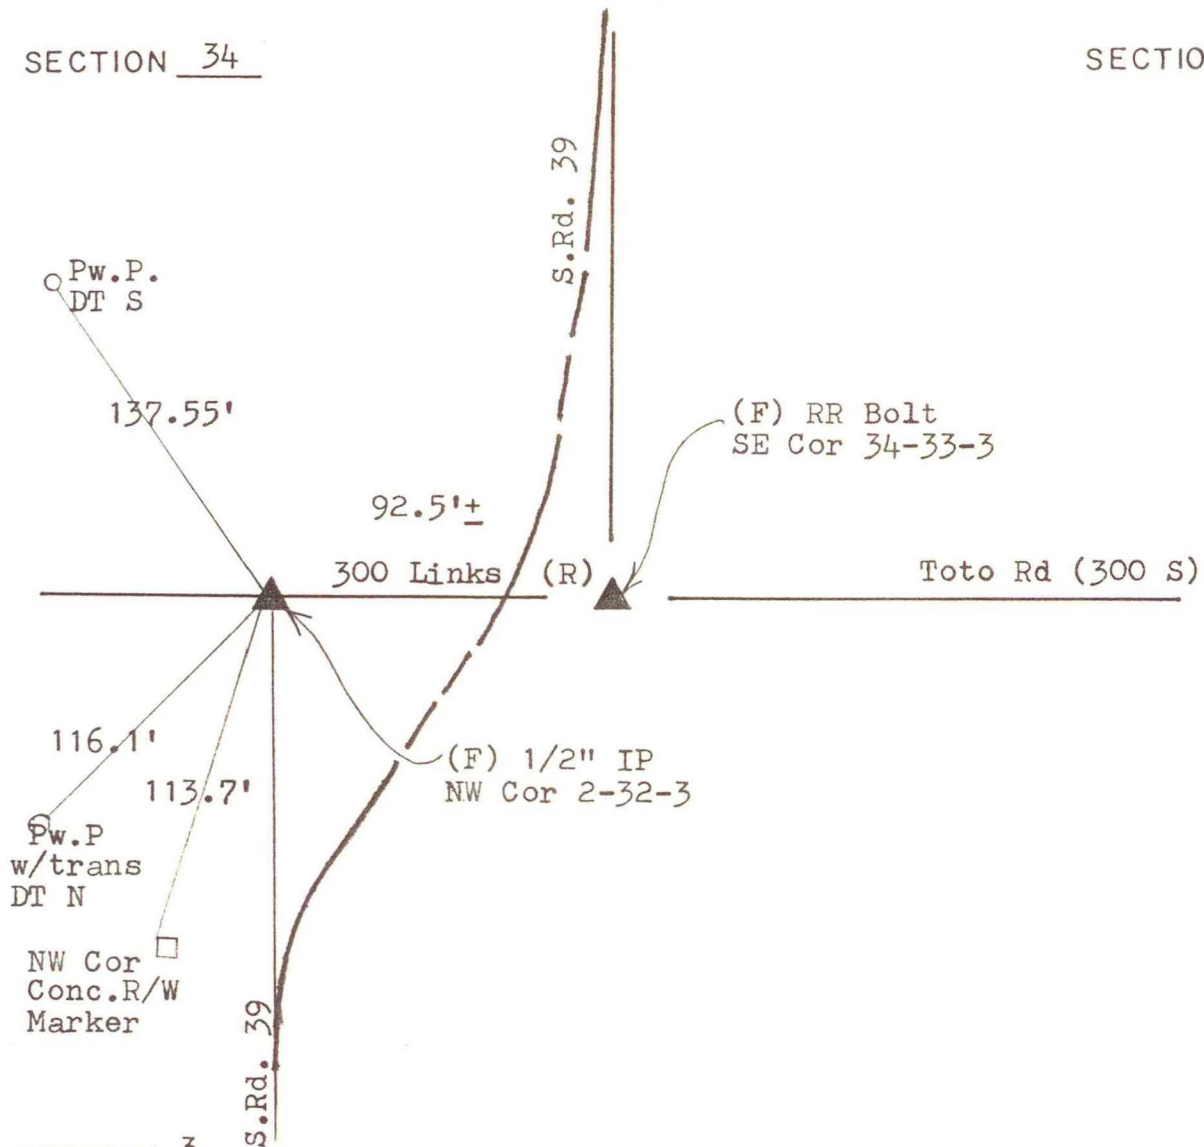 SECTION 34
SECTIO
S.Rd. 39
Pw.P.
DT S
137.55'
(F) RR Bolt
SE Cor 34-33-3
92.5'±
300 Links (R)
Toto Rd (300 S)
116.1'
113.7'
(F) 1/2" IP
NW Cor 2-32-3
Pw.P
w/trans
DT N
NW Cor
Conc.R/W
Marker
S.Rd. 39
3